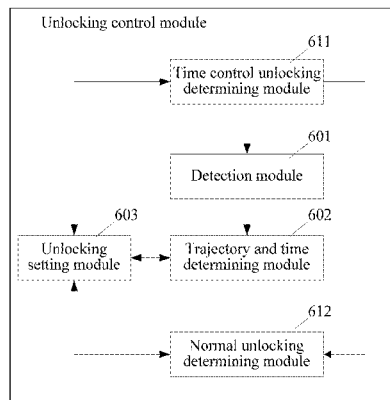 Unlocking control module
611
Time control unlocking
determining module
601
Detection module
603
602
Unlocking
setting module
Trajectory and time
determining module
612
Normal unlocking
determining module